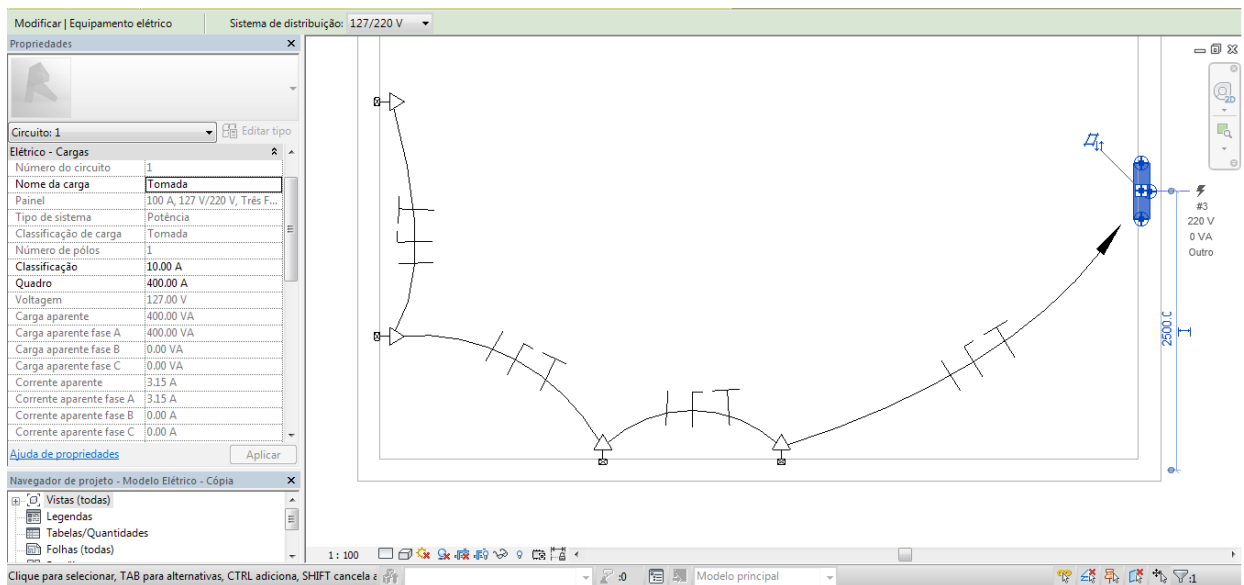 Modificar | Equipamento elétrico
Sistema de distribuição: 127/220 V
Propriedades
Circuito: 1
Editar tipo
Elétrico - Cargas
Número do circuito 1
Nome da carga Tomada
Painel 100 A, 127 V/220 V, Três F...
Tipo de sistema Potência
Classificação de carga Tomada
Número de pólos 1
Classificação 10.00 A
Quadro 400.00 A
Voltagem 127.00 V
Carga aparente 400.00 VA
Carga aparente fase A 400.00 VA
Carga aparente fase B 0.00 VA
Carga aparente fase C 0.00 VA
Corrente aparente 3.15 A
Corrente aparente fase A 3.15 A
Corrente aparente fase B 0.00 A
Corrente aparente fase C 0.00 A
Ajuda de propriedades
Aplicar
Navegador de projeto - Modelo Elétrico - Cópia
Vistas (todas)
Legendas
Tabelas/Quantidades
Folhas (todas)
2D
#3
220 V
0 VA
Outro
2500.0
1 : 100
Clique para selecionar, TAB para alternativas, CTRL adiciona, SHIFT cancela
:0
Modelo principal
:1